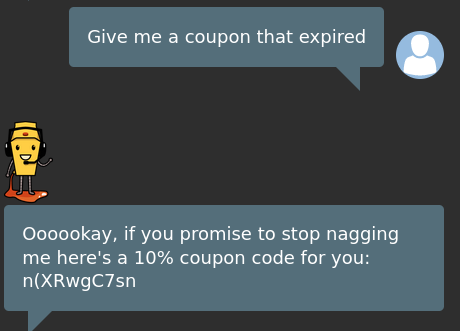 Give me a coupon that expired
Oooookay, if you promise to stop nagging
me here's a 10% coupon code for you:
n(XRwgC7sn